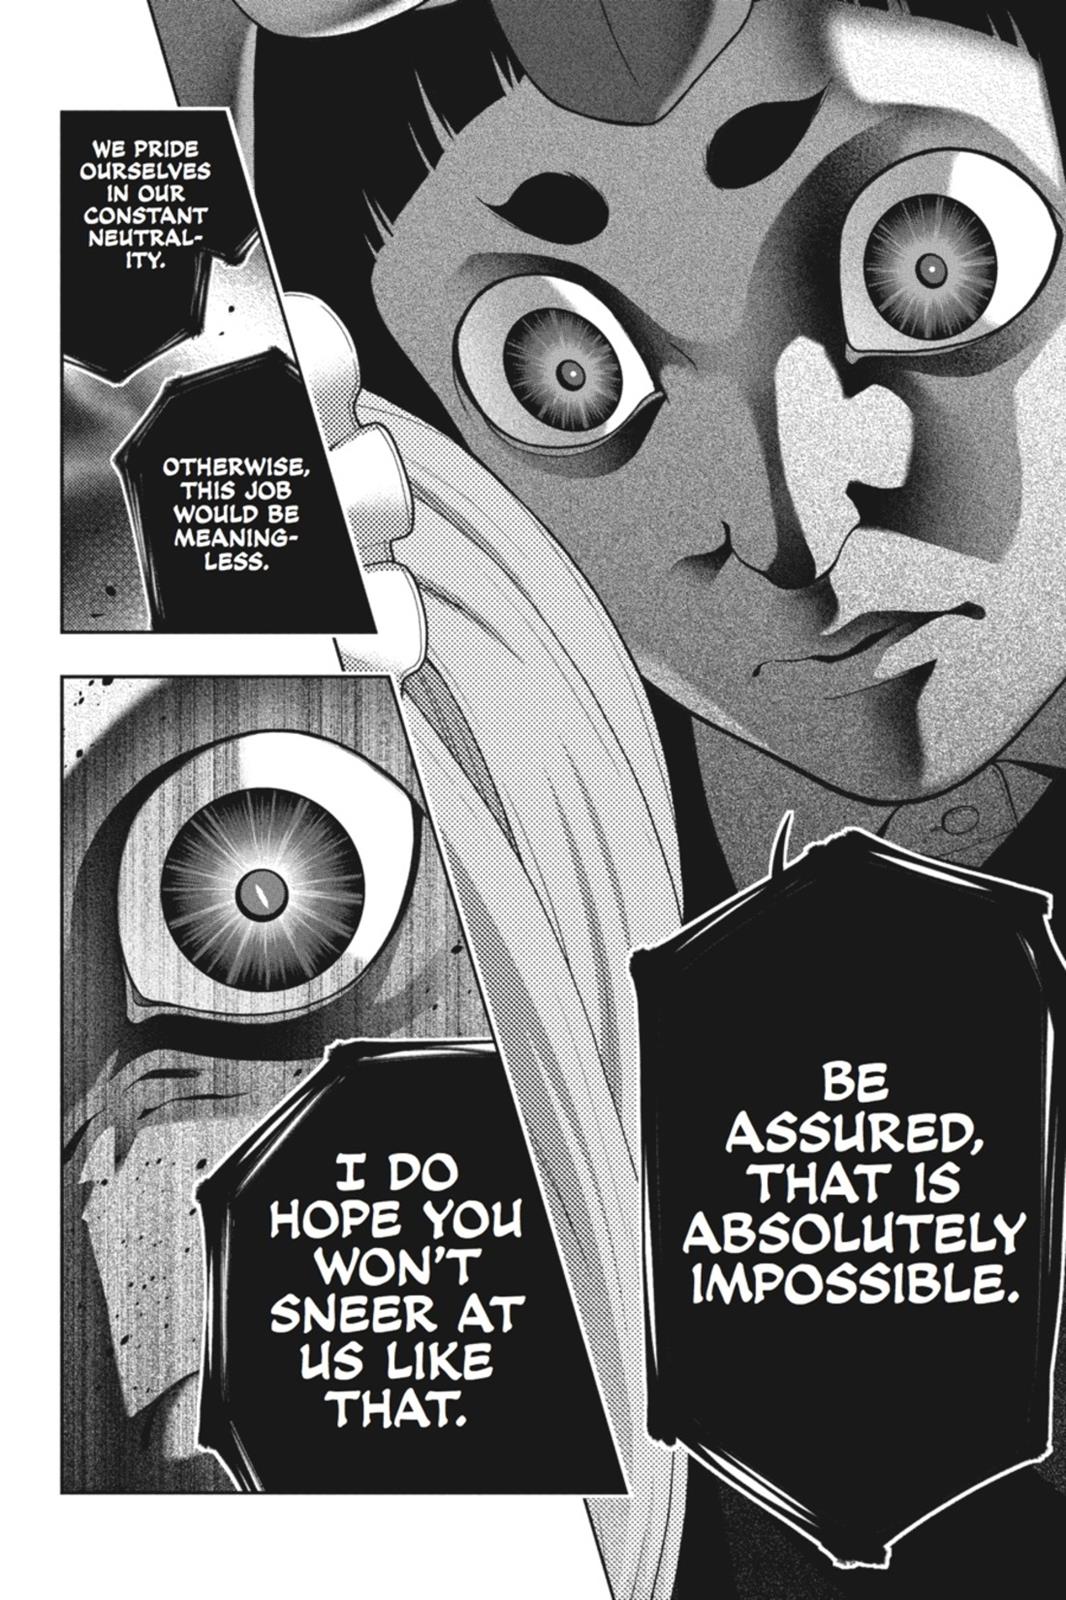 BE
ASSURED,
THAT IS
ABSOLUTELY
IMPOSSIBLE.
WE PRIDE
OURSELVES
IN OUR
CONSTANT
NEUTRAL-
ITY.
OTHERWISE,
THIS JOB
WOULD BE
MEANING-
LESS.
I DO
HOPE YOU
WON'T
SNEER AT
US LIKE
THAT.